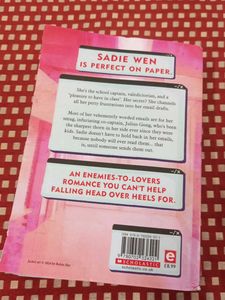 SADIE WEN
IS PERFECT ON PAPER.
She's the school captain, valedictorian, and a
"pleasure to have in class". Her secret? She channels
all her petty frustrations into her email drafts.
Most of her vehemently worded emails are for her
smug, infuriating co-captain, Julius Gong, who's been
the sharpest thorn in her side ever since they were
kids. Sadie doesn't have to hold back in her emails,
because nobody will ever read them... that
is, until someone sends them out.
AN ENEMIES-TO-LOVERS
ROMANCE YOU CAN'T HELP
FALLING HEAD OVER HEELS FOR.
SCHOLASTIC
scholastic.co.uk
e
£8.99